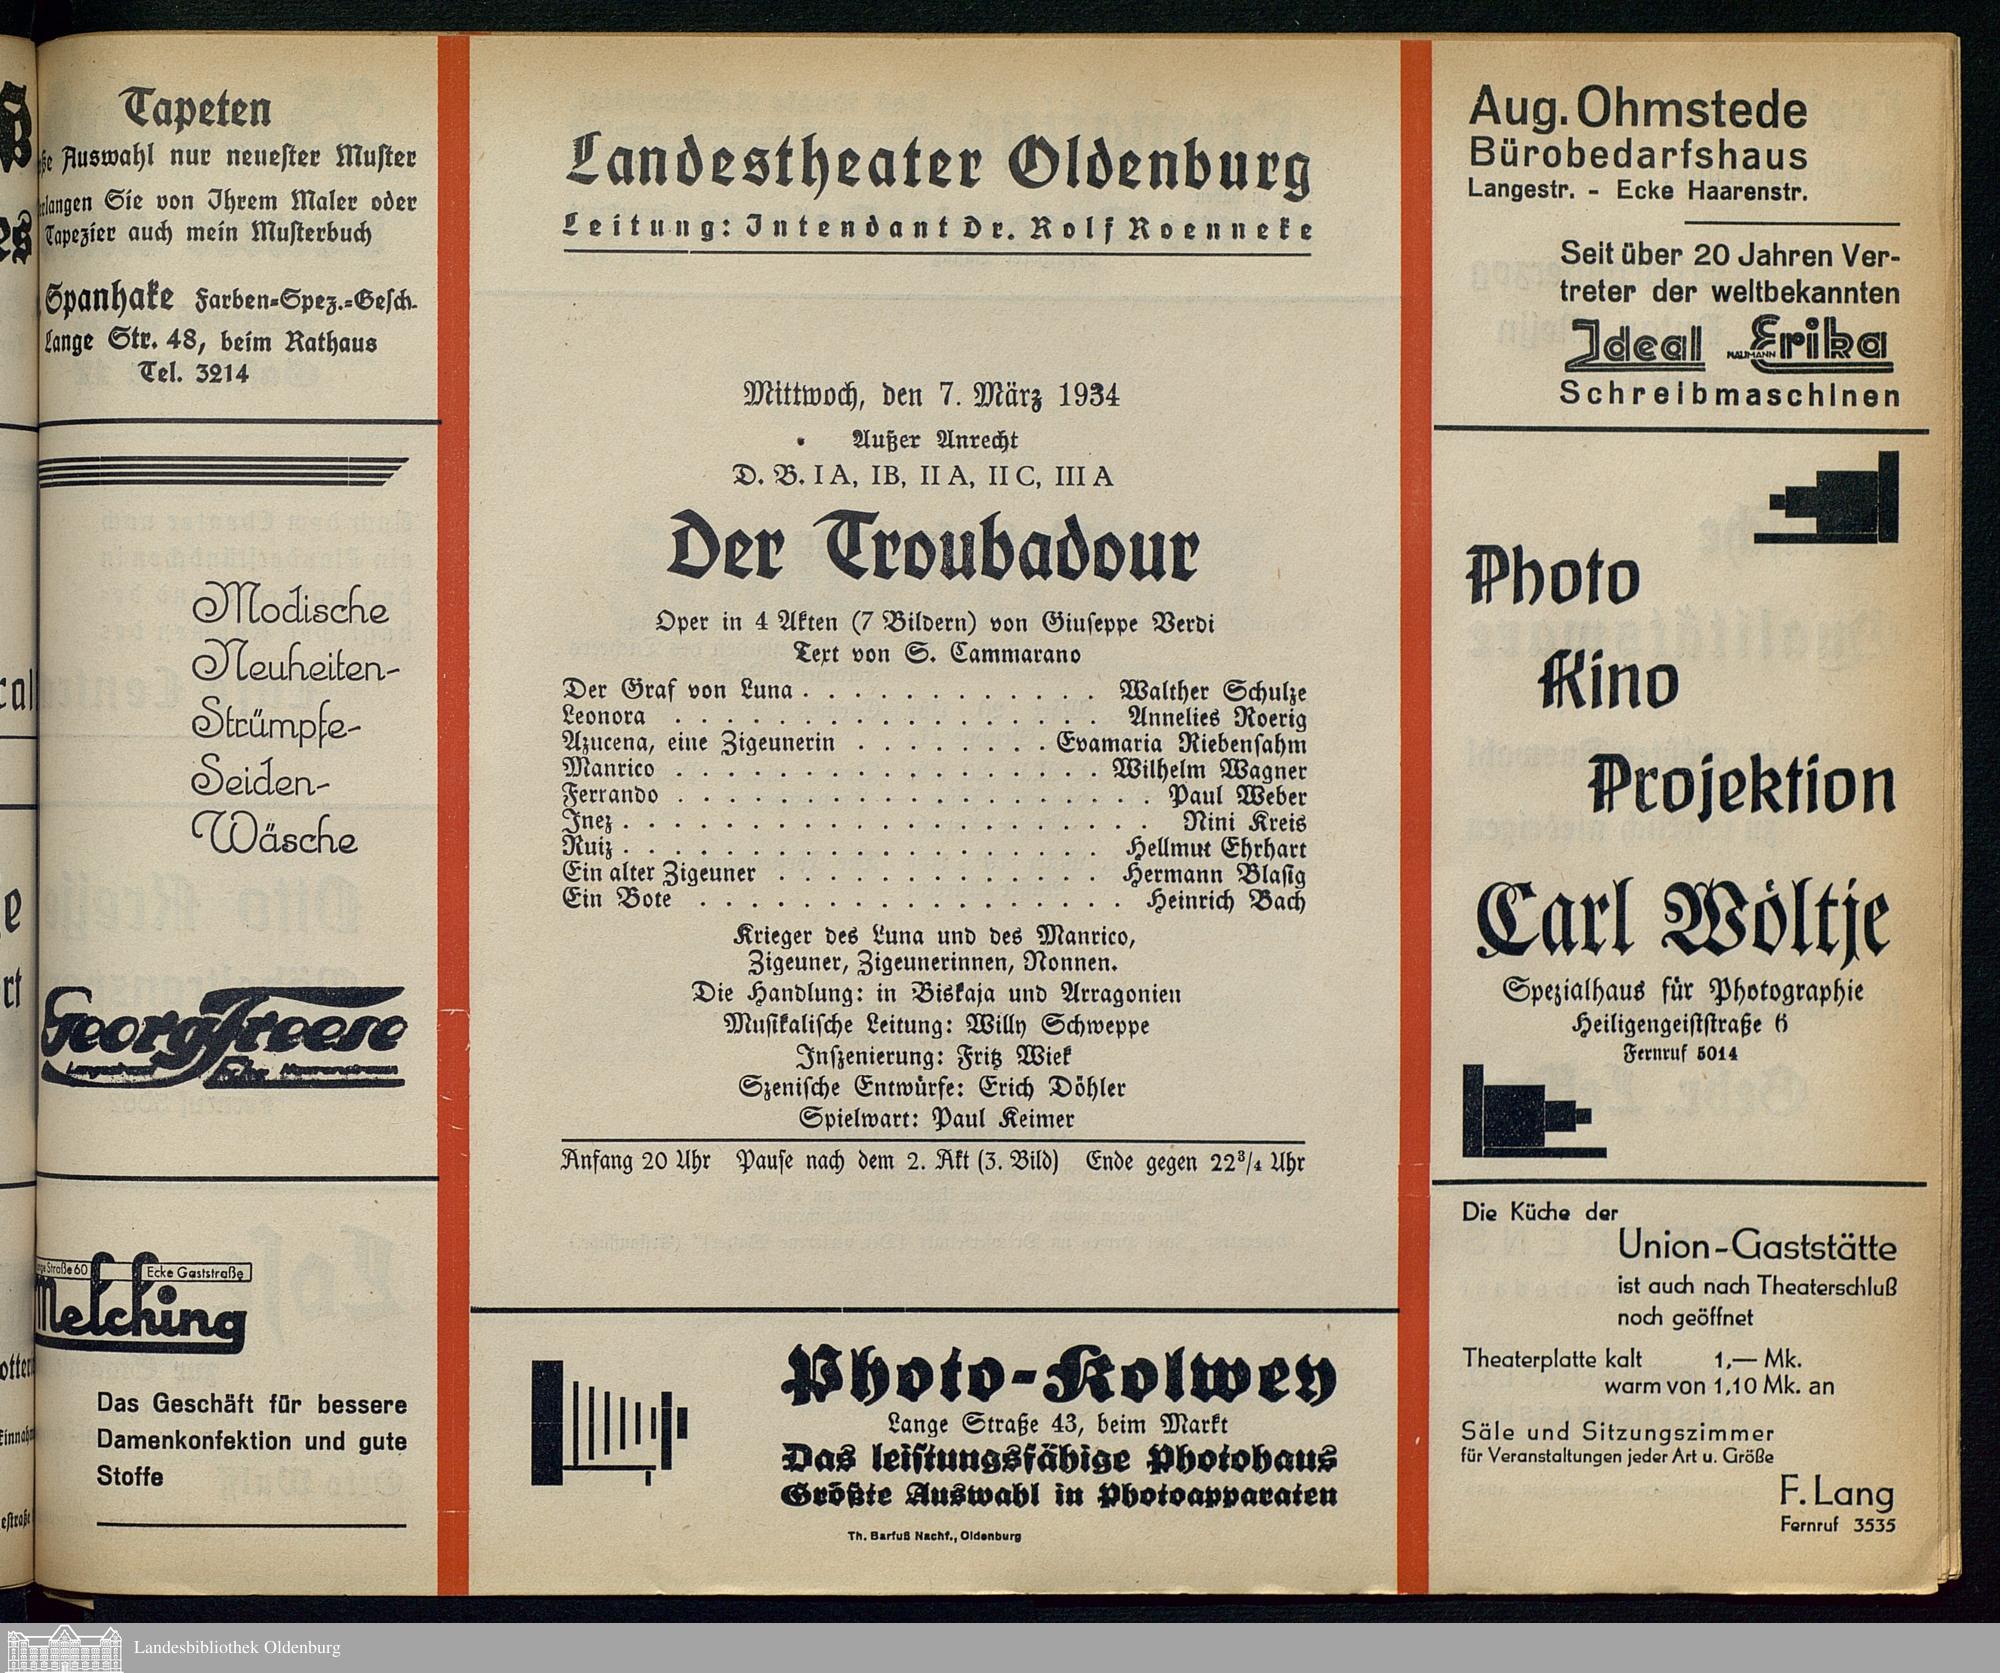 Tapeten
Auswahl nur neuester Muster
Sie von Ihrem Maler oder
Tapezier auch mein Musterbuch
Spanhake Farben-Spez.-Gesch.
Lange Str. 48, beim Rathaus
Tel. 3214
Modische
Neuheiten-
Strümpfe-
Seiden-
Wäsche
Georg Freese
Straße 60 Ecke Gaststraße
Melching
Das Geschäft für bessere
Damenkonfektion und gute
Stoffe
Landestheater Oldenburg
Leitung: Intendant Dr. Rolf Roenneke
Mittwoch, den 7. März 1934
Außer Anrecht
D. B. I A, IB, II A, II C, III A
Der Troubadour
Oper in 4 Akten (7 Bildern) von Giuseppe Verdi
Text von S. Cammarano
Der Graf von Luna . . . . . . . . . . . . Walther Schulze
Leonora . . . . . . . . . . . . . . . . . Annelies Roerig
Azucena, eine Zigeunerin . . . . . . . . Evamaria Riebensahm
Manrico . . . . . . . . . . . . . . . . . Wilhelm Wagner
Ferrando . . . . . . . . . . . . . . . . . . . Paul Weber
Inez . . . . . . . . . . . . . . . . . . . . . Nini Kreis
Ruiz . . . . . . . . . . . . . . . . . . . Hellmut Ehrhart
Ein alter Zigeuner . . . . . . . . . . . . . Hermann Blasig
Ein Bote . . . . . . . . . . . . . . . . . Heinrich Bach
Krieger des Luna und des Manrico,
Zigeuner, Zigeunerinnen, Nonnen.
Die Handlung: in Biskaja und Arragonien
Musikalische Leitung: Willy Schweppe
Inszenierung: Fritz Wiek
Szenische Entwürfe: Erich Döhler
Spielwart: Paul Keimer
Anfang 20 Uhr Pause nach dem 2. Akt (3. Bild) Ende gegen 22³/₄ Uhr
Photo-Kolwey
Lange Straße 43, beim Markt
Das leistungsfähige Photohaus
Größte Auswahl in Photoapparaten
Th. Barfuß Nachf., Oldenburg
Aug. Ohmstede
Bürobedarfshaus
Langestr. - Ecke Haarenstr.
Seit über 20 Jahren Ver-
treter der weltbekannten
Ideal NAUMANN Erika
Schreibmaschinen
Photo
Kino
Projektion
Carl Wöltje
Spezialhaus für Photographie
Heiligengeiststraße 6
Fernruf 5014
Die Küche der
Union-Gaststätte
ist auch nach Theaterschluß
noch geöffnet
Theaterplatte kalt 1,— Mk.
warm von 1,10 Mk. an
Säle und Sitzungszimmer
für Veranstaltungen jeder Art u. Größe
F. Lang
Fernruf 3535
Landesbibliothek Oldenburg